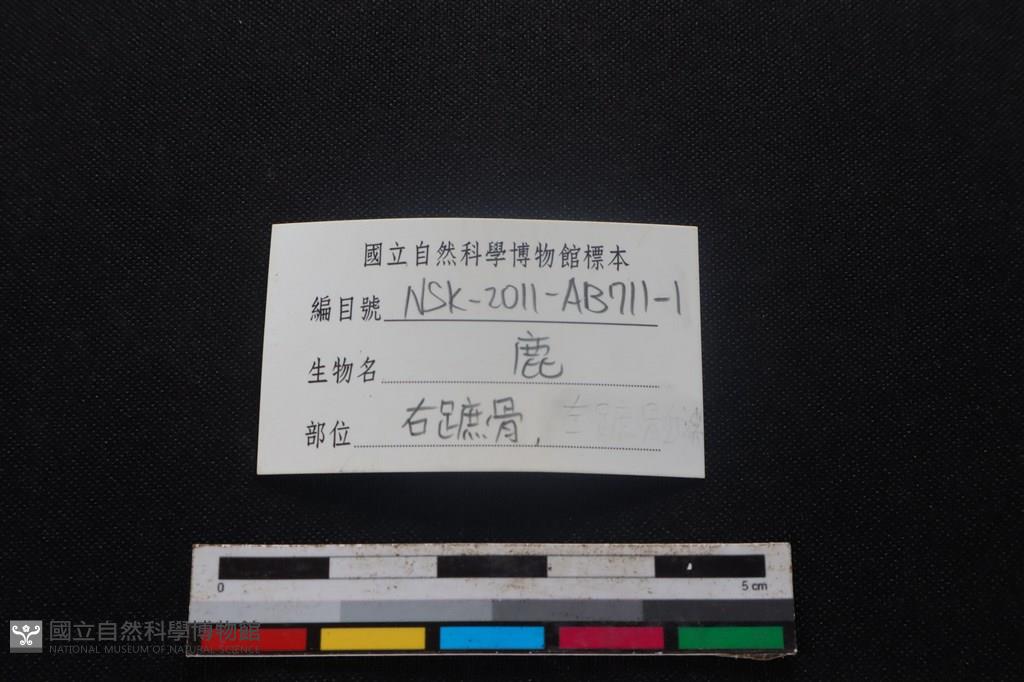 國立自然科學博物館標本
編目號 NSK-2011-AB711-1
生物名 鹿
部位 右蹠骨,
0 5 cm
國立自然科學博物館
NATIONAL MUSEUM OF NATURAL SCIENCE